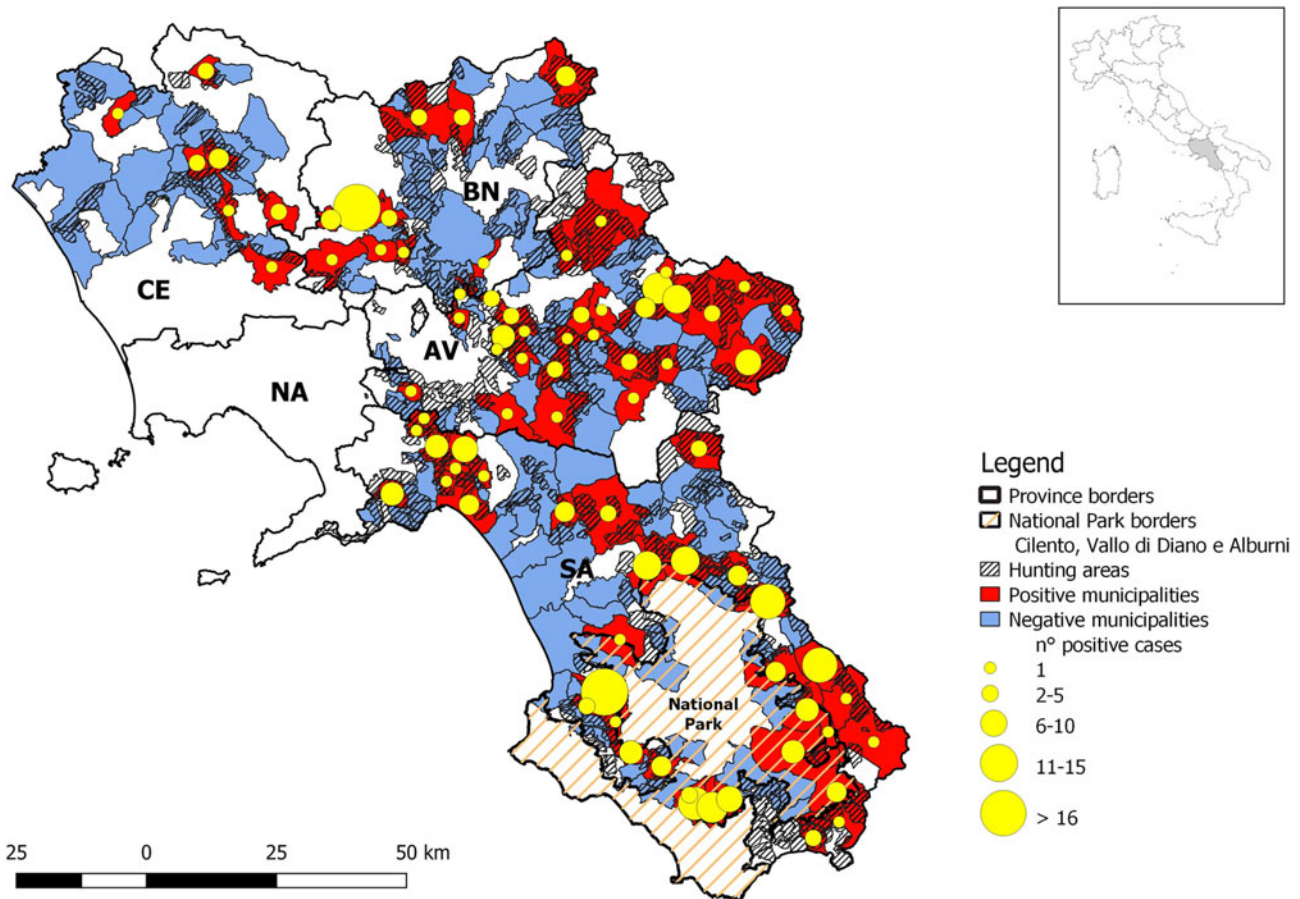 BN
CE
AV
NA
SA
National
Park
Legend
Province borders
National Park borders
Cilento, Vallo di Diano e Alburni
Hunting areas
Positive municipalities
Negative municipalities
n° positive cases
1
2-5
6-10
11-15
> 16
25 0 25 50 km